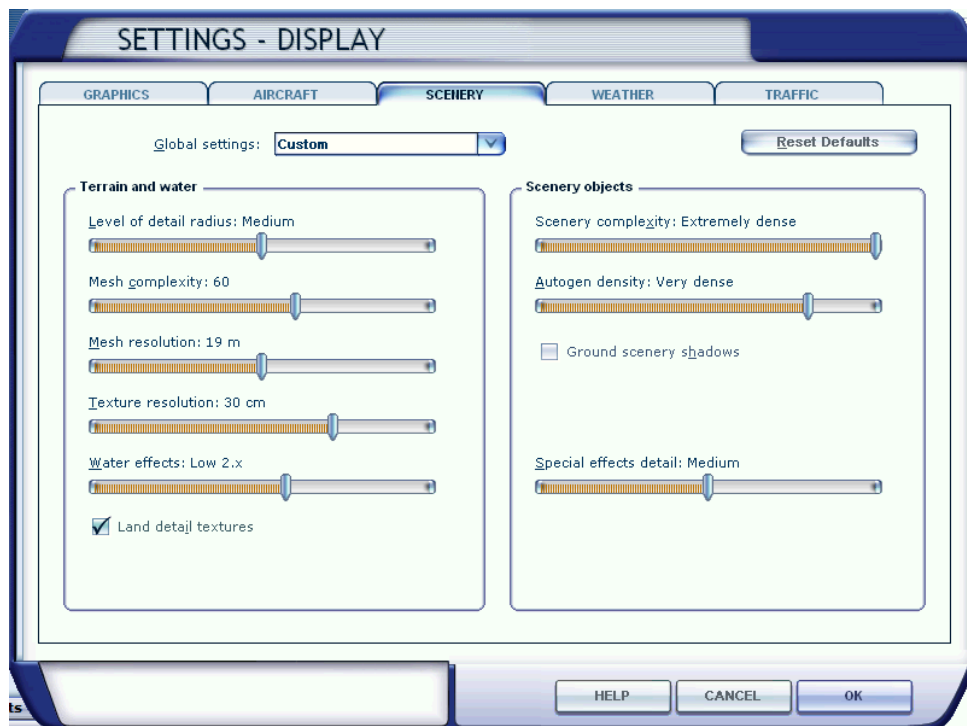 SETTINGS - DISPLAY
GRAPHICS
AIRCRAFT
SCENERY
WEATHER
TRAFFIC
Global settings: Custom
Reset Defaults
Terrain and water
Level of detail radius: Medium
Mesh complexity: 60
Mesh resolution: 19 m
Texture resolution: 30 cm
Water effects: Low 2.x
Land detail textures
Scenery objects
Scenery complexity: Extremely dense
Autogen density: Very dense
Ground scenery shadows
Special effects detail: Medium
ts
HELP
CANCEL
OK